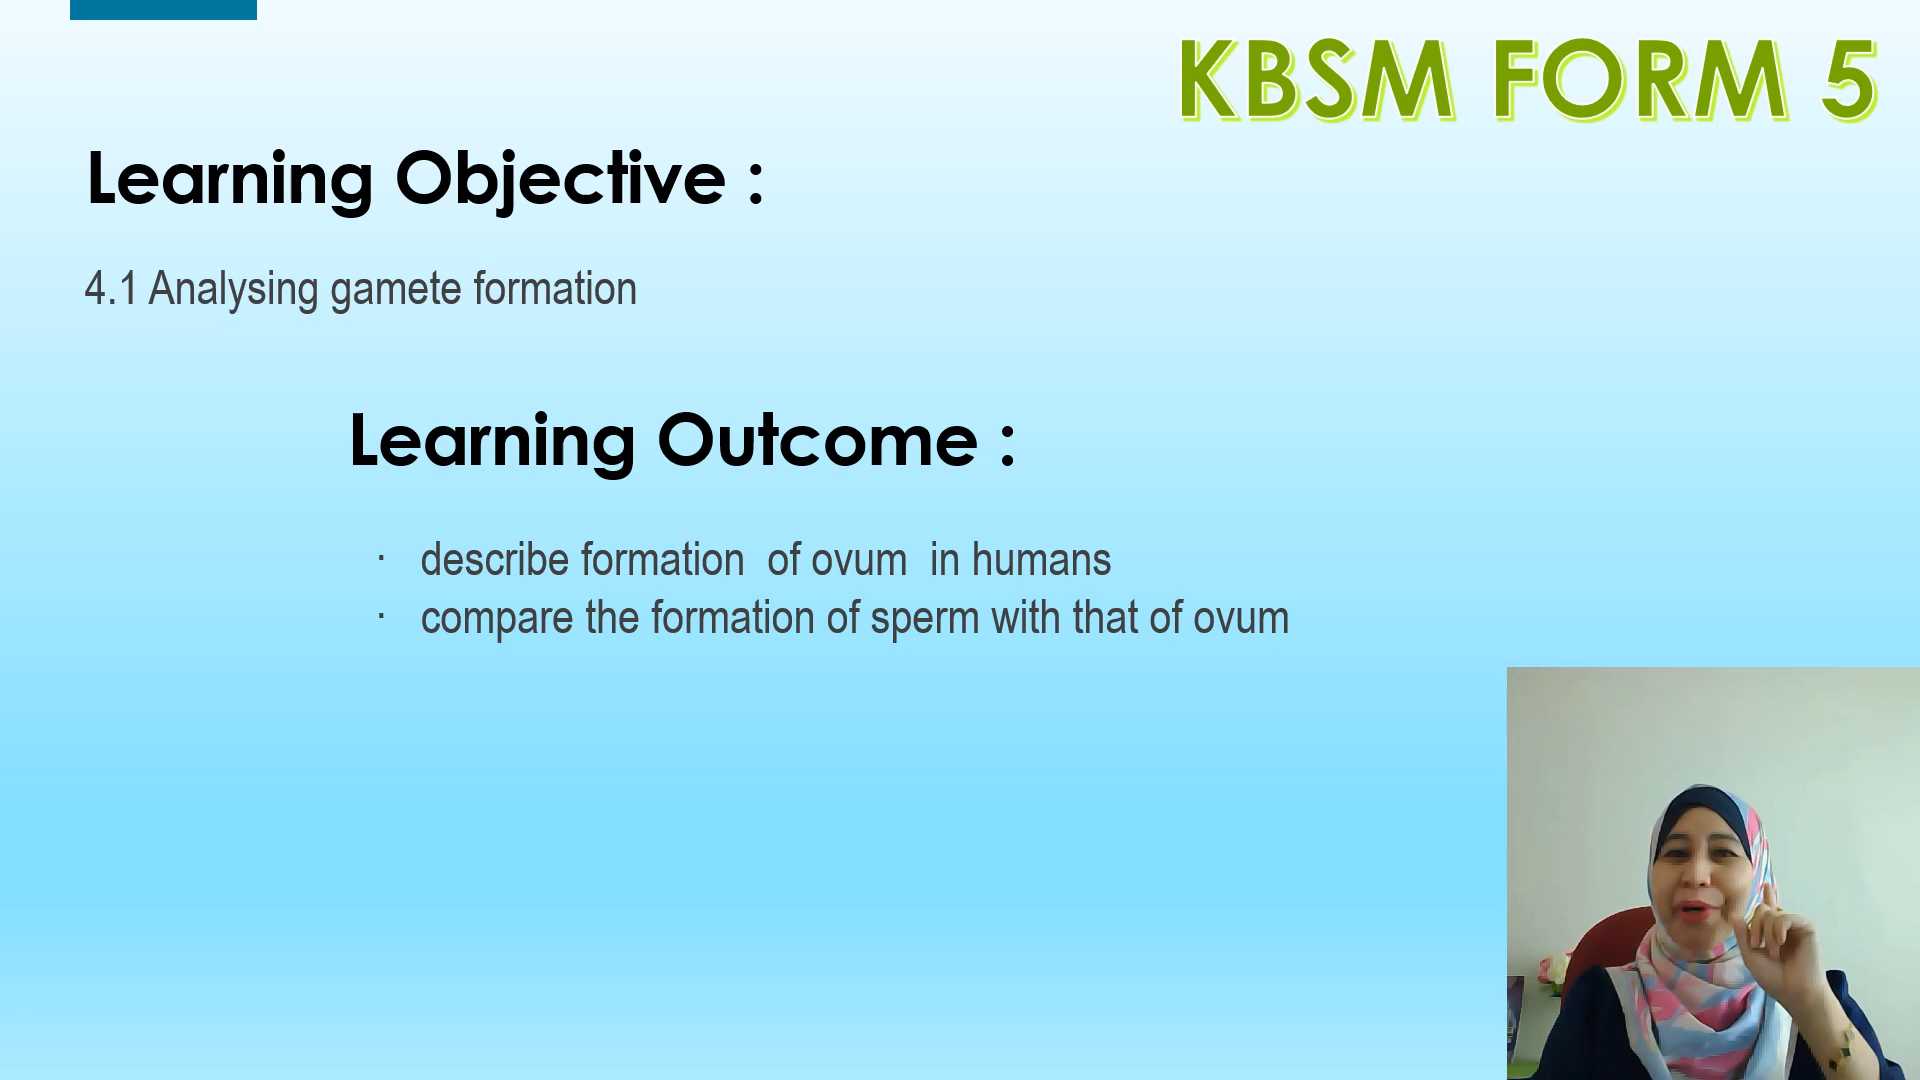 KBSM FORM 5
Learning Objective :
4.1 Analysing gamete formation
Learning Outcome :
· describe formation  of ovum  in humans
· compare the formation of sperm with that of ovum